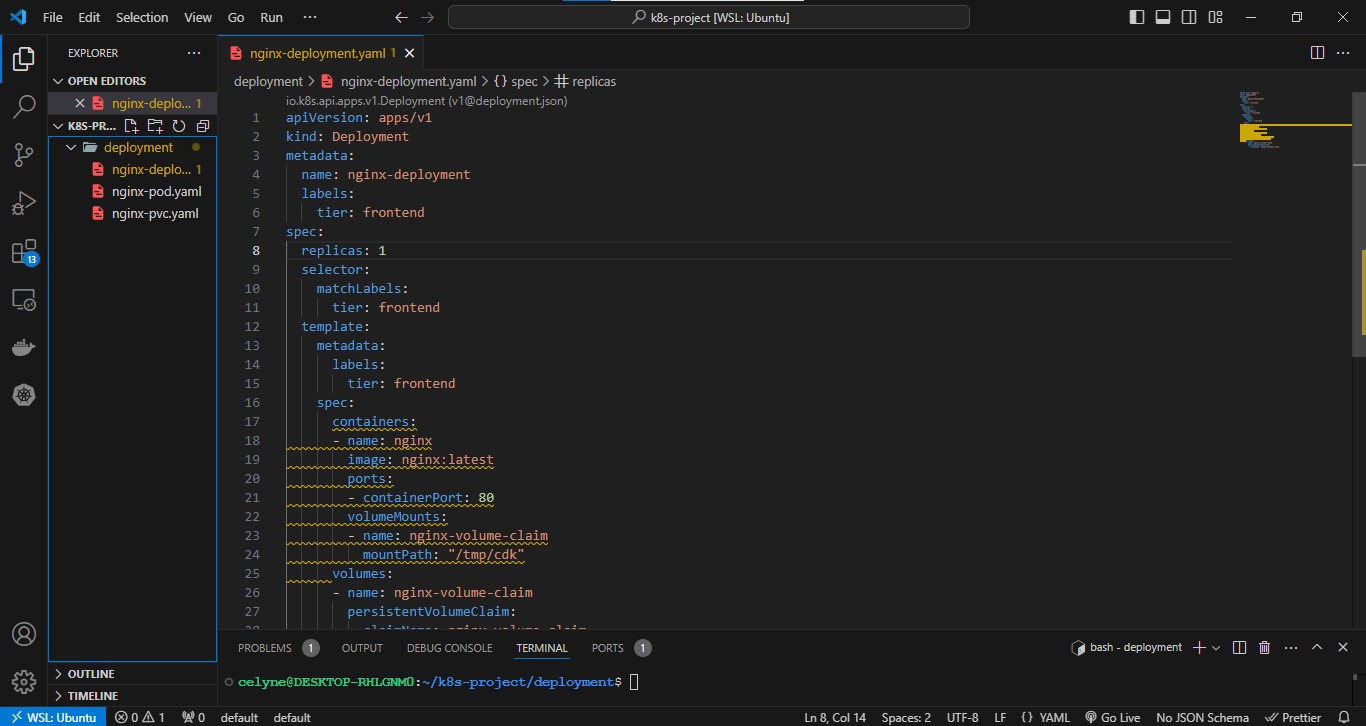 File Edit Selection View Go Run ··· k8s-project [WSL: Ubuntu]
EXPLORER ···
OPEN EDITORS
nginx-deplo... 1
K8S-PR...
deployment
nginx-deplo... 1
nginx-pod.yaml
nginx-pvc.yaml
OUTLINE
TIMELINE
13
nginx-deployment.yaml 1
deployment > nginx-deployment.yaml > {} spec > replicas
io.k8s.api.apps.v1.Deployment (v1@deployment.json)
1 apiVersion: apps/v1
2 kind: Deployment
3 metadata:
4   name: nginx-deployment
5   labels:
6     tier: frontend
7 spec:
8   replicas: 1
9   selector:
10     matchLabels:
11       tier: frontend
12   template:
13     metadata:
14       labels:
15         tier: frontend
16     spec:
17       containers:
18       - name: nginx
19         image: nginx:latest
20         ports:
21         - containerPort: 80
22         volumeMounts:
23         - name: nginx-volume-claim
24           mountPath: "/tmp/cdk"
25       volumes:
26       - name: nginx-volume-claim
27         persistentVolumeClaim:
28           claimName: nginx-volume-claim
PROBLEMS 1 OUTPUT DEBUG CONSOLE TERMINAL PORTS 1 bash - deployment
celyne@DESKTOP-RHLGNM0:~/k8s-project/deployment$
WSL: Ubuntu 0 1 0 default default Ln 8, Col 14 Spaces: 2 UTF-8 LF {} YAML Go Live No JSON Schema Prettier